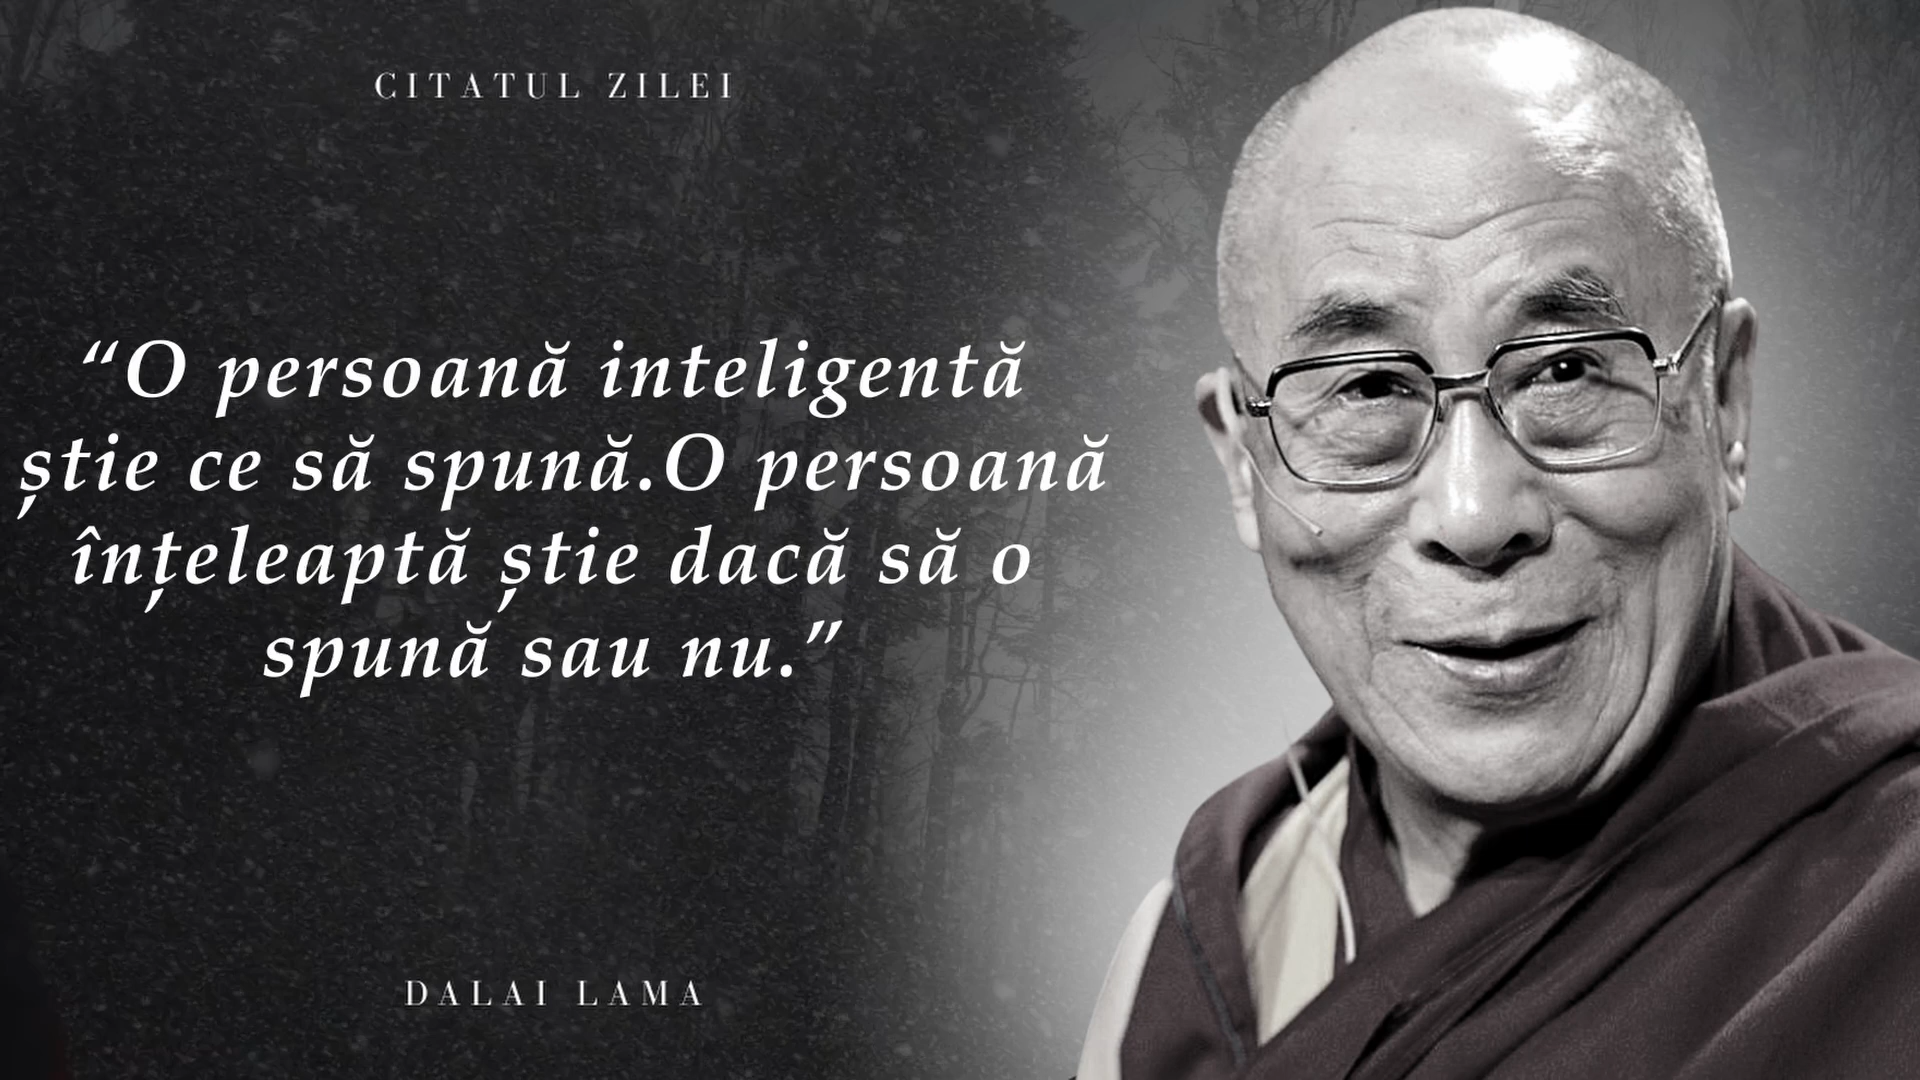 CITATUL ZILEI
“O persoană inteligentă
știe ce să spună.O persoană
înțeleaptă știe dacă să o
spună sau nu.”
DALAI LAMA